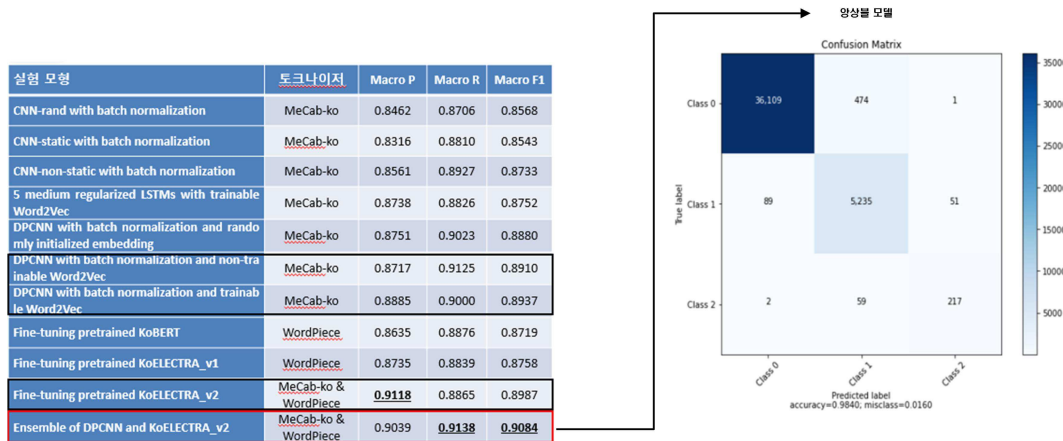 앙상블 모델
실험 모형 토크나이저 Macro P Macro R Macro F1
CNN-rand with batch normalization MeCab-ko 0.8462 0.8706 0.8568
CNN-static with batch normalization MeCab-ko 0.8316 0.8810 0.8543
CNN-non-static with batch normalization MeCab-ko 0.8561 0.8927 0.8733
5 medium regularized LSTMs with trainable
Word2Vec MeCab-ko 0.8738 0.8826 0.8752
DPCNN with batch normalization and rando
mly initialized embedding MeCab-ko 0.8751 0.9023 0.8880
DPCNN with batch normalization and non-tra
inable Word2Vec MeCab-ko 0.8717 0.9125 0.8910
DPCNN with batch normalization and trainab
le Word2Vec MeCab-ko 0.8885 0.9000 0.8937
Fine-tuning pretrained KoBERT WordPiece 0.8635 0.8876 0.8719
Fine-tuning pretrained KoELECTRA_v1 WordPiece 0.8735 0.8839 0.8758
Fine-tuning pretrained KoELECTRA_v2 MeCab-ko & 0.9118 0.8865 0.8987
WordPiece
Ensemble of DPCNN and KoELECTRA_v2 MeCab-ko & 0.9039 0.9138 0.9084
WordPiece
Confusion Matrix
True label
Class 0 36,109 474 1
Class 1 89 5,235 51
Class 2 2 59 217
Class 0 Class 1 Class 2
Predicted label
accuracy=0.9840; misclass=0.0160
35000
30000
25000
20000
15000
10000
5000